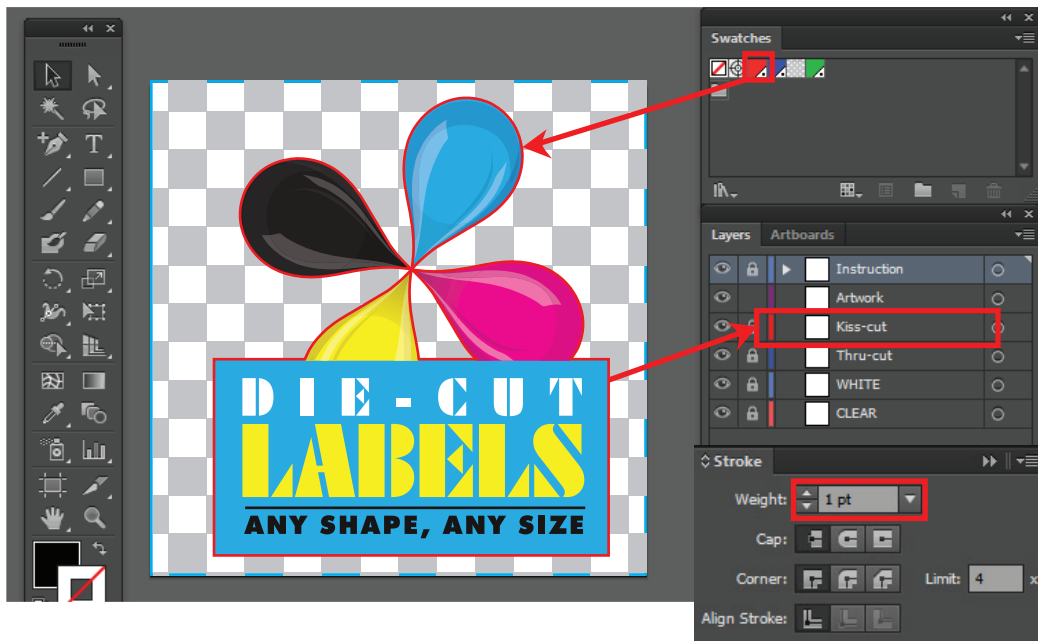 Swatches
DIE-CUT
LABELS
ANY SHAPE, ANY SIZE
Layers Artboards
Instruction
Artwork
Kiss-cut
Thru-cut
WHITE
CLEAR
Stroke
Weight: 1 pt
Cap:
Corner: Limit: 4 x
Align Stroke: